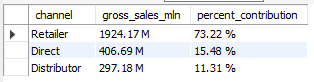 channel gross_sales_mln percent_contribution
Retailer 1924.17 M 73.22 %
Direct 406.69 M 15.48 %
Distributor 297.18 M 11.31 %